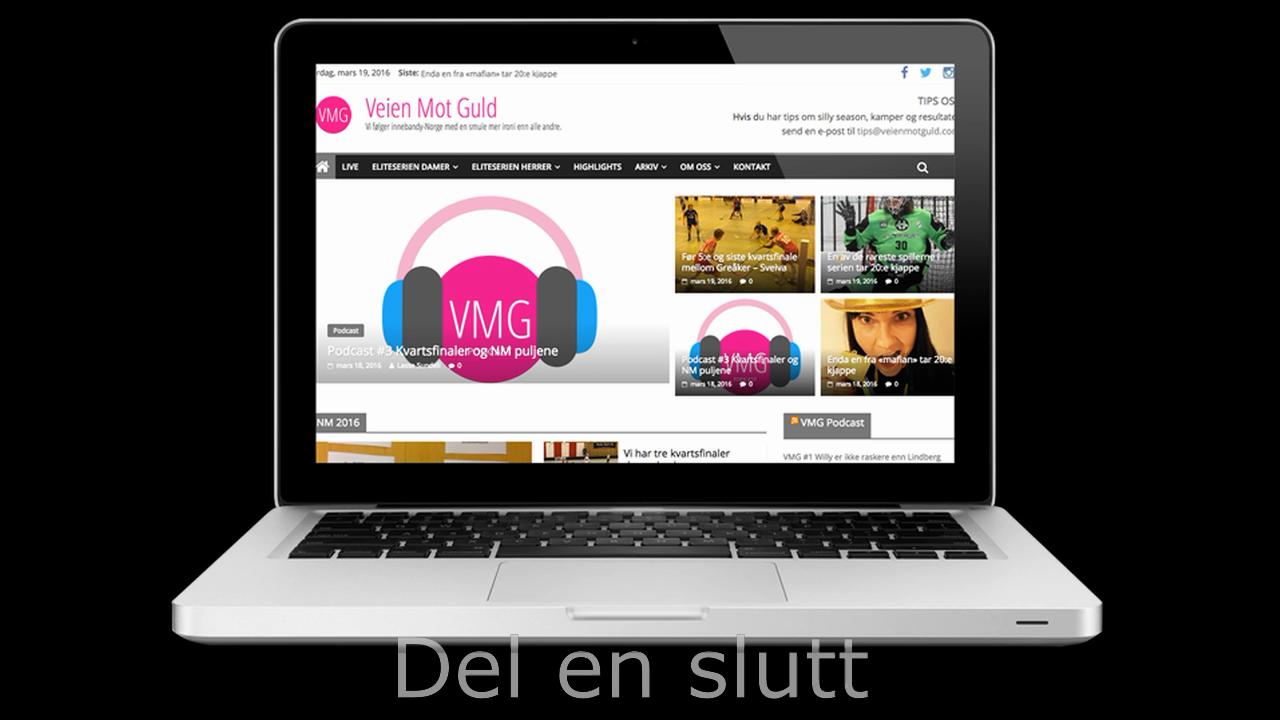 rdag, mars 19, 2016 Siste: Enda en fra «mafian» tar 20:e kjappe
VMG Veien Mot Guld
Vi følger innebandy-Norge med en smule mer ironi enn alle andre.
TIPS OS
Hvis du har tips om silly season, kamper og resultate
send en e-post til tips@veienmotguld.co
LIVE ELITESERIEN DAMER ELITESERIEN HERRER HIGHLIGHTS ARKIV OM OSS KONTAKT
VMG
Podcast
Podcast #3 Kvartsfinaler og NM puljene
mars 18, 2016 Lasse Sundell 0
Før 5:e og siste kvartsfinale
mellom Greåker – Sveiva
mars 19, 2016 0
30
En av de rareste spillerne i
serien tar 20:e kjappe
mars 19, 2016 0
VMG
Podcast #3 Kvartsfinaler og
NM puljene
mars 18, 2016 0
Enda en fra «mafian» tar 20:e
kjappe
mars 18, 2016 0
NM 2016
Vi har tre kvartsfinaler
VMG Podcast
VMG #1 Willy er ikke raskere enn Lindberg
Del en slutt